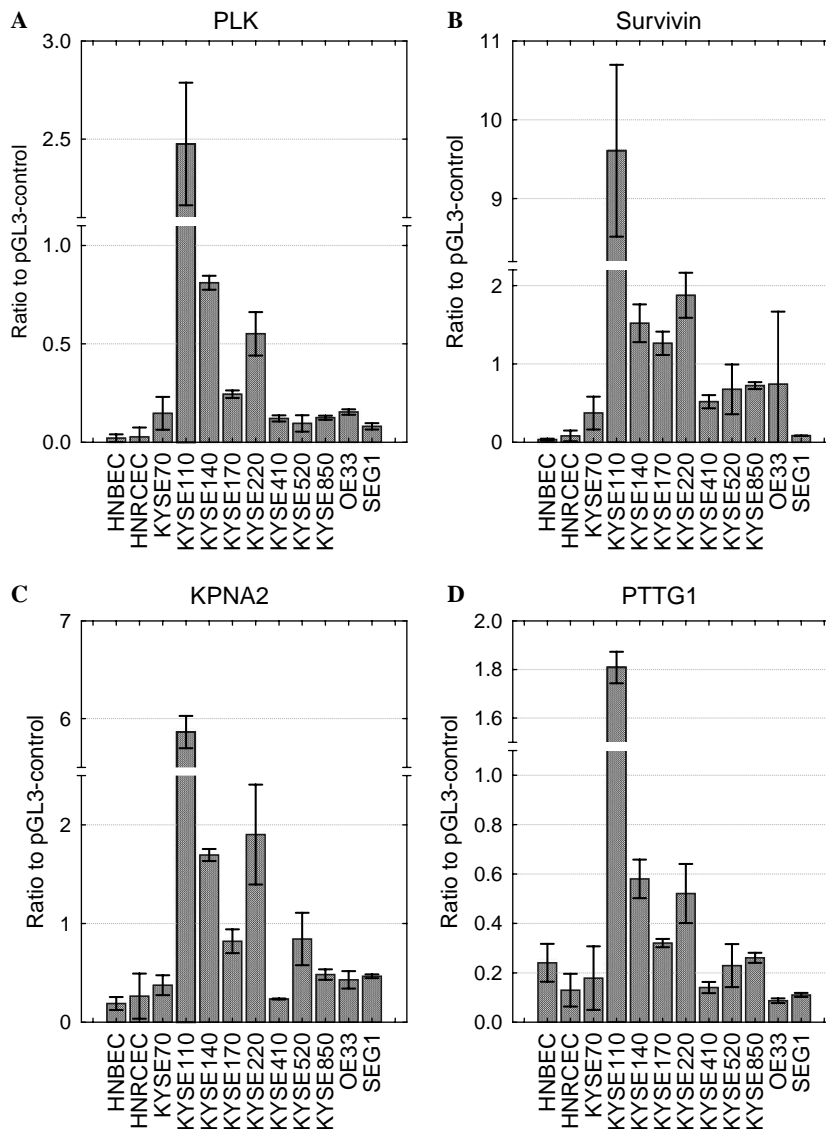 A
PLK
3.0
2.5
1.0
0.5
0.0
Ratio to pGL3-control
HNBEC
HNRCEC
KYSE70
KYSE110
KYSE140
KYSE170
KYSE220
KYSE410
KYSE520
KYSE850
OE33
SEG1
B
Survivin
11
10
9
2
1
0
Ratio to pGL3-control
HNBEC
HNRCEC
KYSE70
KYSE110
KYSE140
KYSE170
KYSE220
KYSE410
KYSE520
KYSE850
OE33
SEG1
C
KPNA2
7
6
2
1
0
Ratio to pGL3-control
HNBEC
HNRCEC
KYSE70
KYSE110
KYSE140
KYSE170
KYSE220
KYSE410
KYSE520
KYSE850
OE33
SEG1
D
PTTG1
2.0
1.8
1.6
1.0
0.8
0.6
0.4
0.2
0.0
Ratio to pGL3-control
HNBEC
HNRCEC
KYSE70
KYSE110
KYSE140
KYSE170
KYSE220
KYSE410
KYSE520
KYSE850
OE33
SEG1